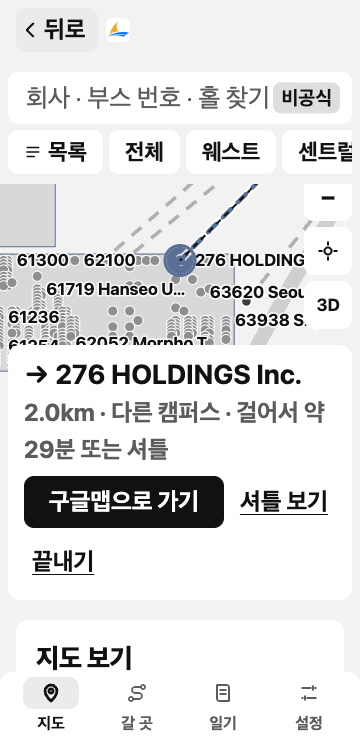 뒤로
회사 · 부스 번호 · 홀 찾기
비공식
목록
전체
웨스트
센트럴
61300
62100
276 HOLDING
61719 Hanseo U...
63620 Seou
61236
63938 S.
3D
62052 Morpho T
→ 276 HOLDINGS Inc.
2.0km · 다른 캠퍼스 · 걸어서 약
29분 또는 셔틀
구글맵으로 가기
셔틀 보기
끝내기
지도 보기
지도
갈 곳
일기
설정